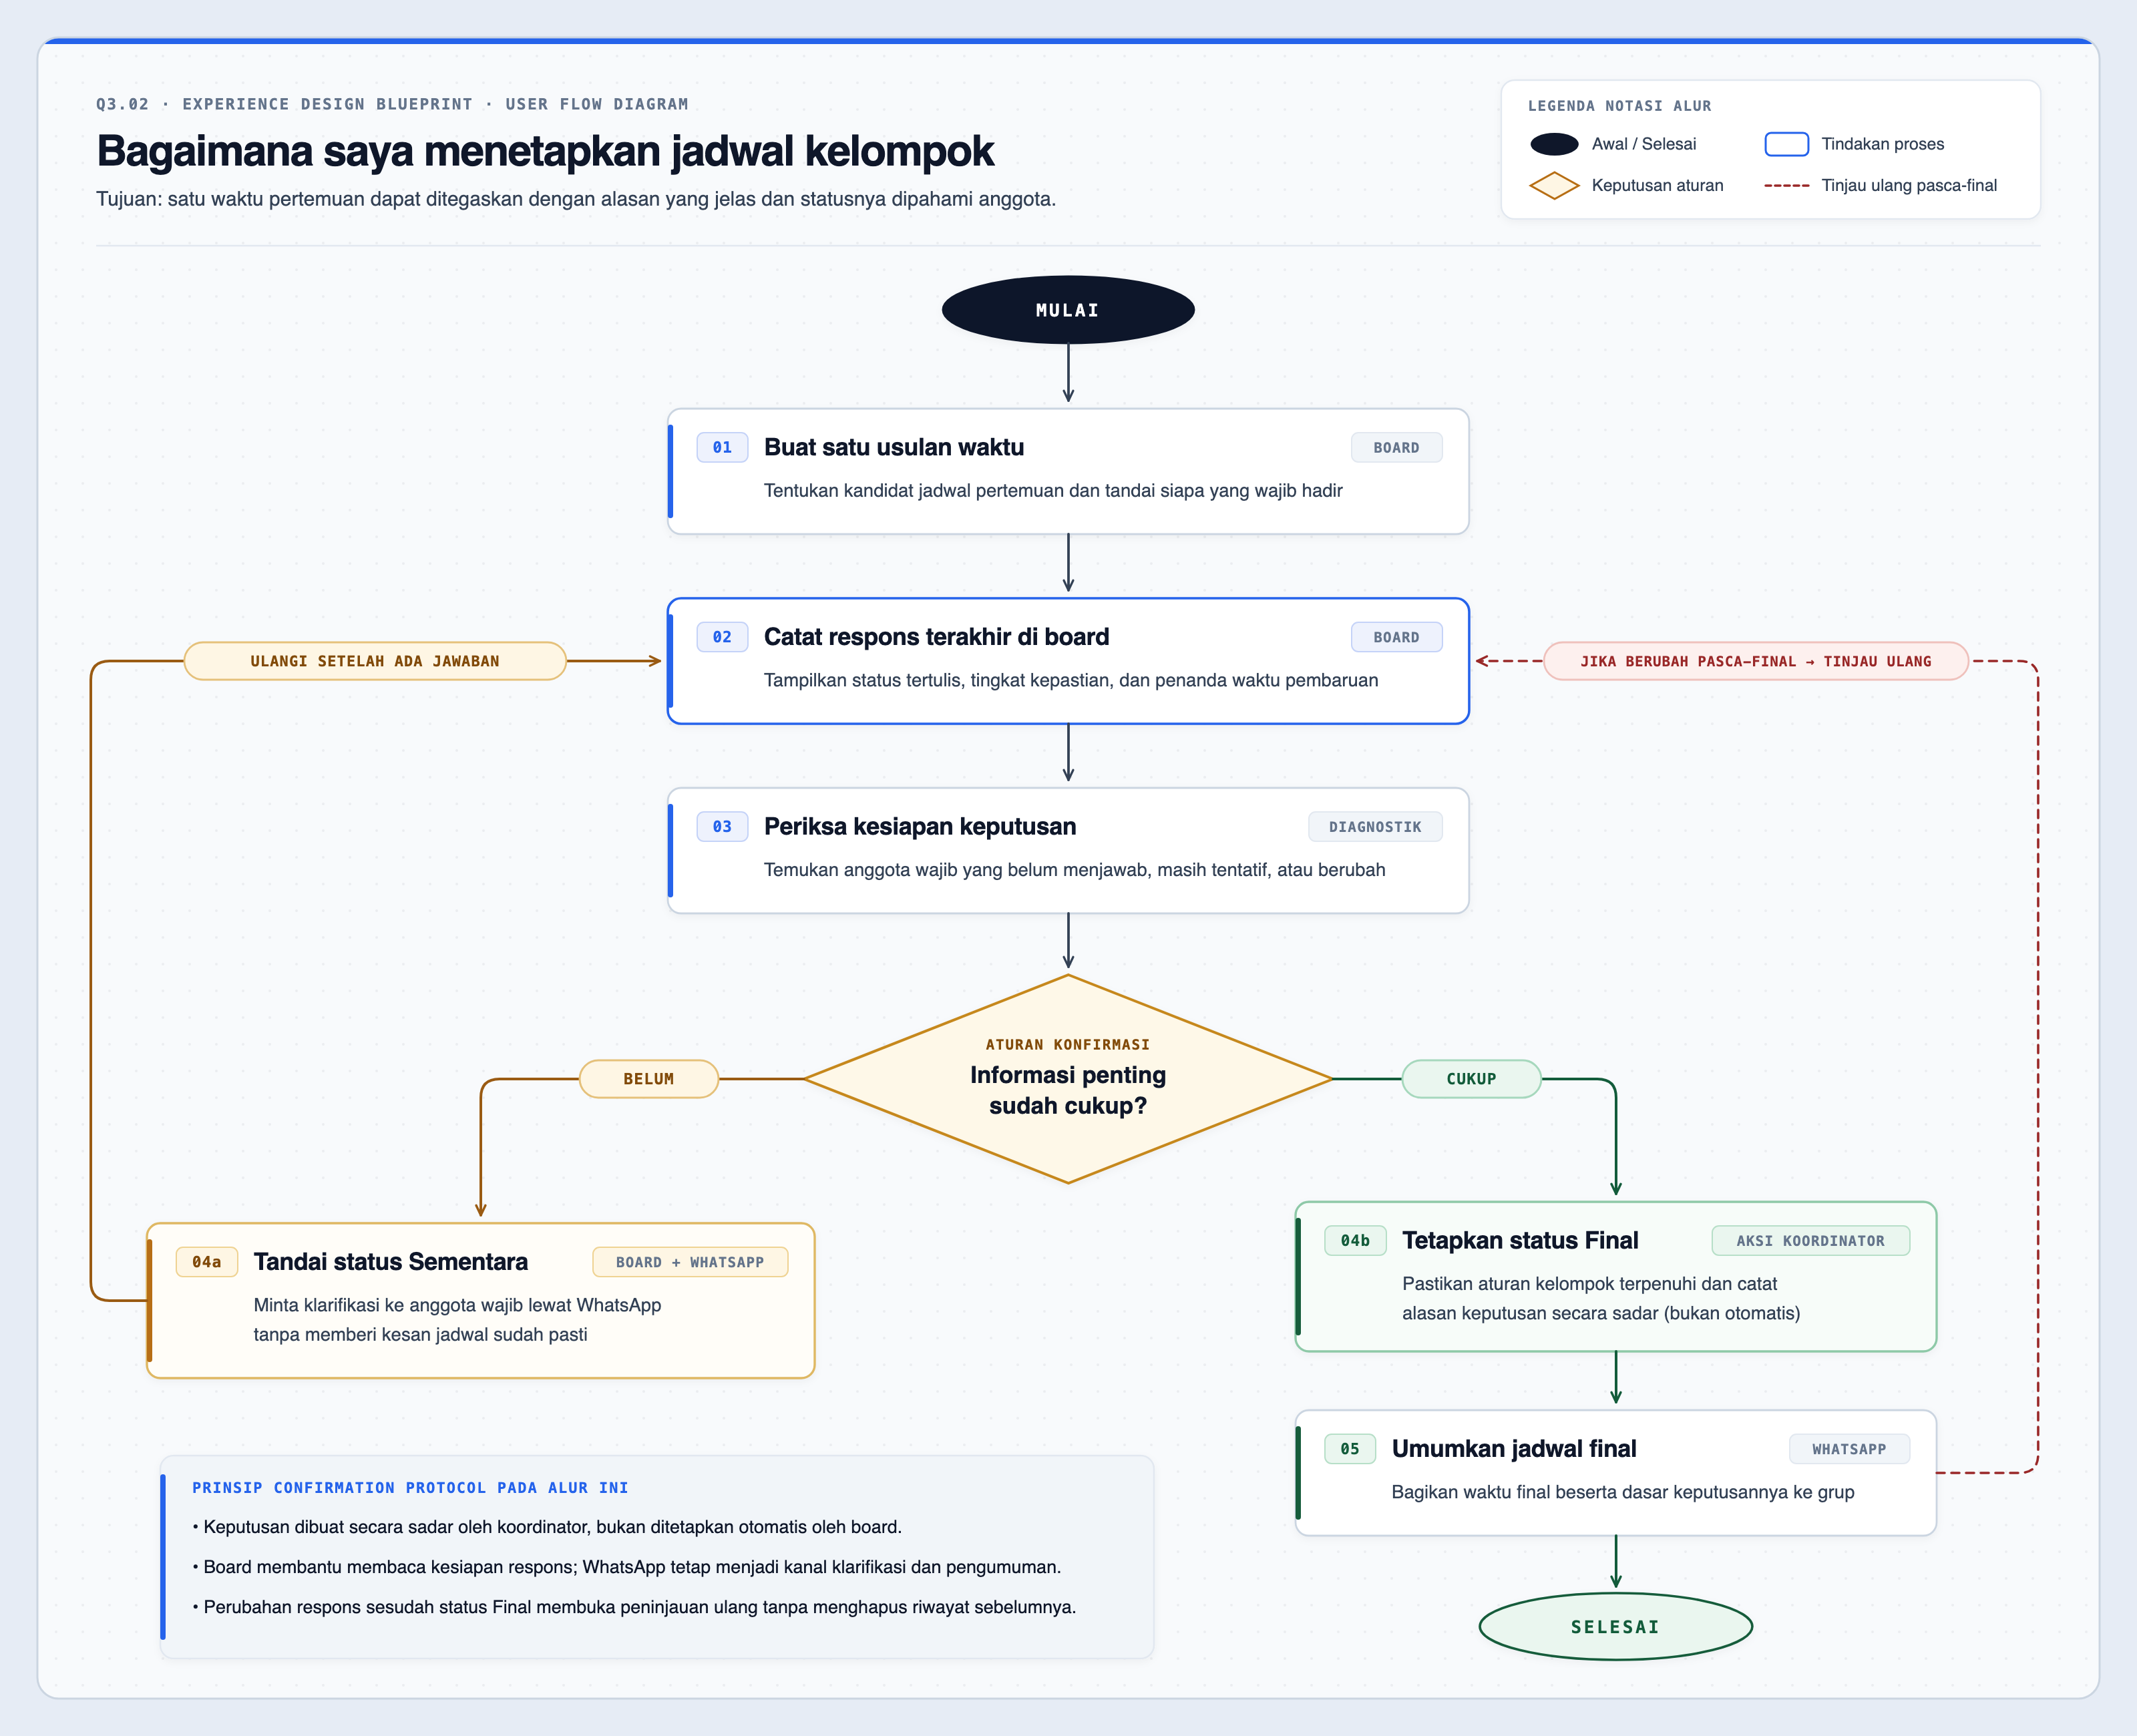 Q3.02 · EXPERIENCE DESIGN BLUEPRINT · USER FLOW DIAGRAM
Bagaimana saya menetapkan jadwal kelompok
Tujuan: satu waktu pertemuan dapat ditegaskan dengan alasan yang jelas dan statusnya dipahami anggota.
LEGENDA NOTASI ALUR
Awal / Selesai
Tindakan proses
Keputusan aturan
Tinjau ulang pasca-final
MULAI
01
Buat satu usulan waktu
BOARD
Tentukan kandidat jadwal pertemuan dan tandai siapa yang wajib hadir
02
Catat respons terakhir di board
BOARD
Tampilkan status tertulis, tingkat kepastian, dan penanda waktu pembaruan
ULANGI SETELAH ADA JAWABAN
JIKA BERUBAH PASCA-FINAL → TINJAU ULANG
03
Periksa kesiapan keputusan
DIAGNOSTIK
Temukan anggota wajib yang belum menjawab, masih tentatif, atau berubah
ATURAN KONFIRMASI
Informasi penting
sudah cukup?
BELUM
CUKUP
04a
Tandai status Sementara
BOARD + WHATSAPP
Minta klarifikasi ke anggota wajib lewat WhatsApp
tanpa memberi kesan jadwal sudah pasti
04b
Tetapkan status Final
AKSI KOORDINATOR
Pastikan aturan kelompok terpenuhi dan catat
alasan keputusan secara sadar (bukan otomatis)
05
Umumkan jadwal final
WHATSAPP
Bagikan waktu final beserta dasar keputusannya ke grup
PRINSIP CONFIRMATION PROTOCOL PADA ALUR INI
• Keputusan dibuat secara sadar oleh koordinator, bukan ditetapkan otomatis oleh board.
• Board membantu membaca kesiapan respons; WhatsApp tetap menjadi kanal klarifikasi dan pengumuman.
• Perubahan respons sesudah status Final membuka peninjauan ulang tanpa menghapus riwayat sebelumnya.
SELESAI